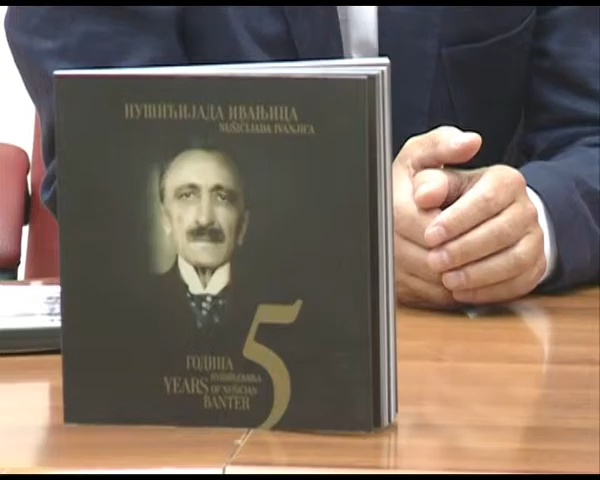 НУШИЋИЈАДА ИВАЊИЦА
NUŠIĆIJADA IVANJICA
5
ГОДИНА
YEARS
OF NUŠIĆIAN
BANTER